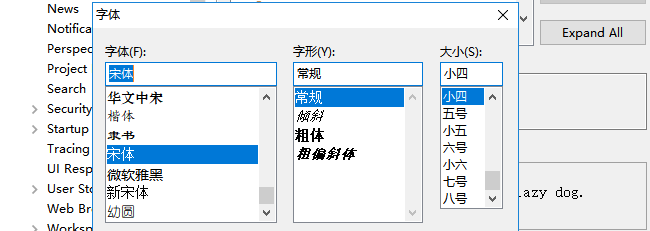 News
Notifica
Perspec
Project
Search
Security
Startup
Tracing
UI Resp
User Sto
Web Bro
Worksp
字体
字体(F):
宋体
华文中宋
楷体
隶书
宋体
微软雅黑
新宋体
幼圆
字形(Y):
常规
常规
倾斜
粗体
粗偏斜体
大小(S):
小四
小四
五号
小五
六号
小六
七号
八号
Expand All
lazy dog.